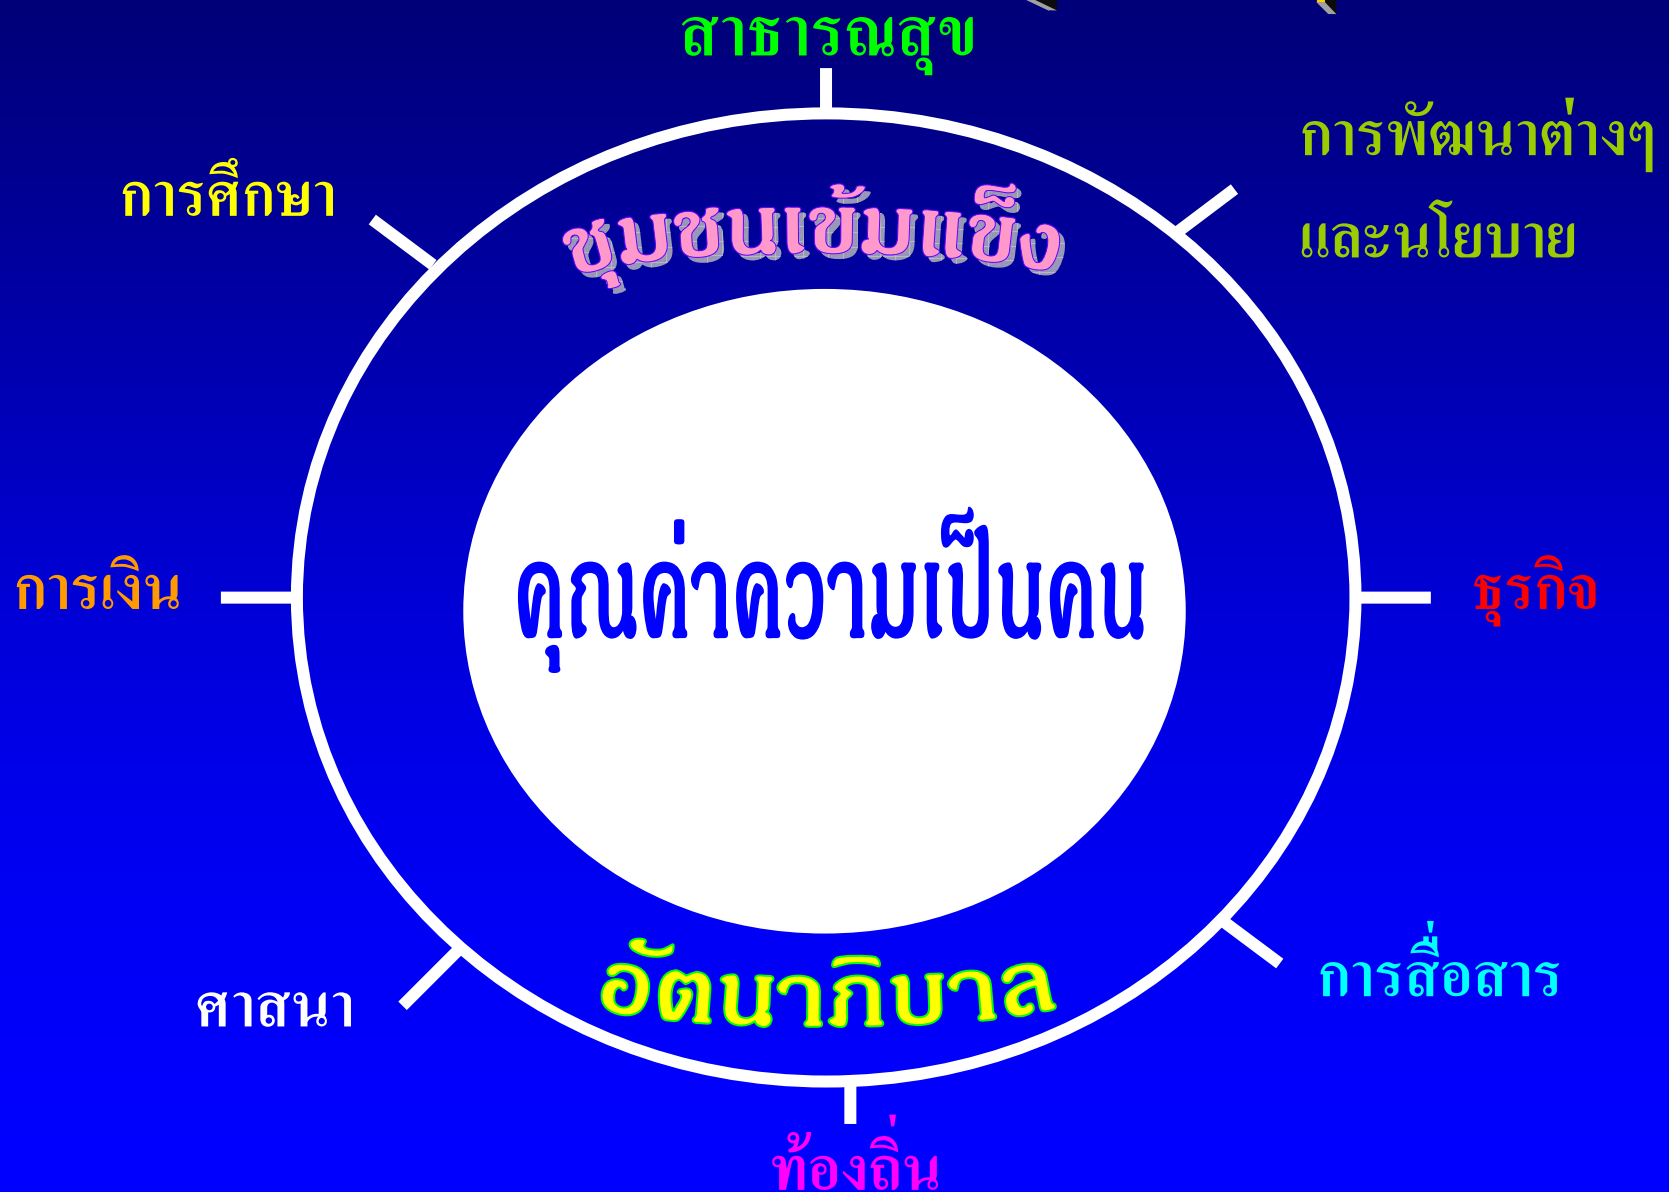 สาธารณสุข
การพัฒนาต่างๆ
และนโยบาย
การศึกษา
ชุมชนเข้มแข็ง
คุณค่าความเป็นคน
การเงิน
ธุรกิจ
อัตนาภิบาล
การสื่อสาร
ศาสนา
ท้องถิ่น